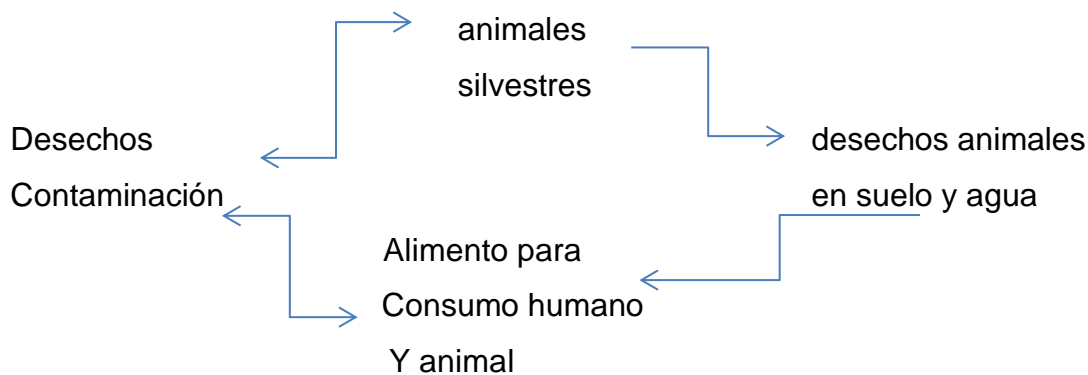 animales
silvestres
Desechos
Contaminación
desechos animales
en suelo y agua
Alimento para
Consumo humano
Y animal